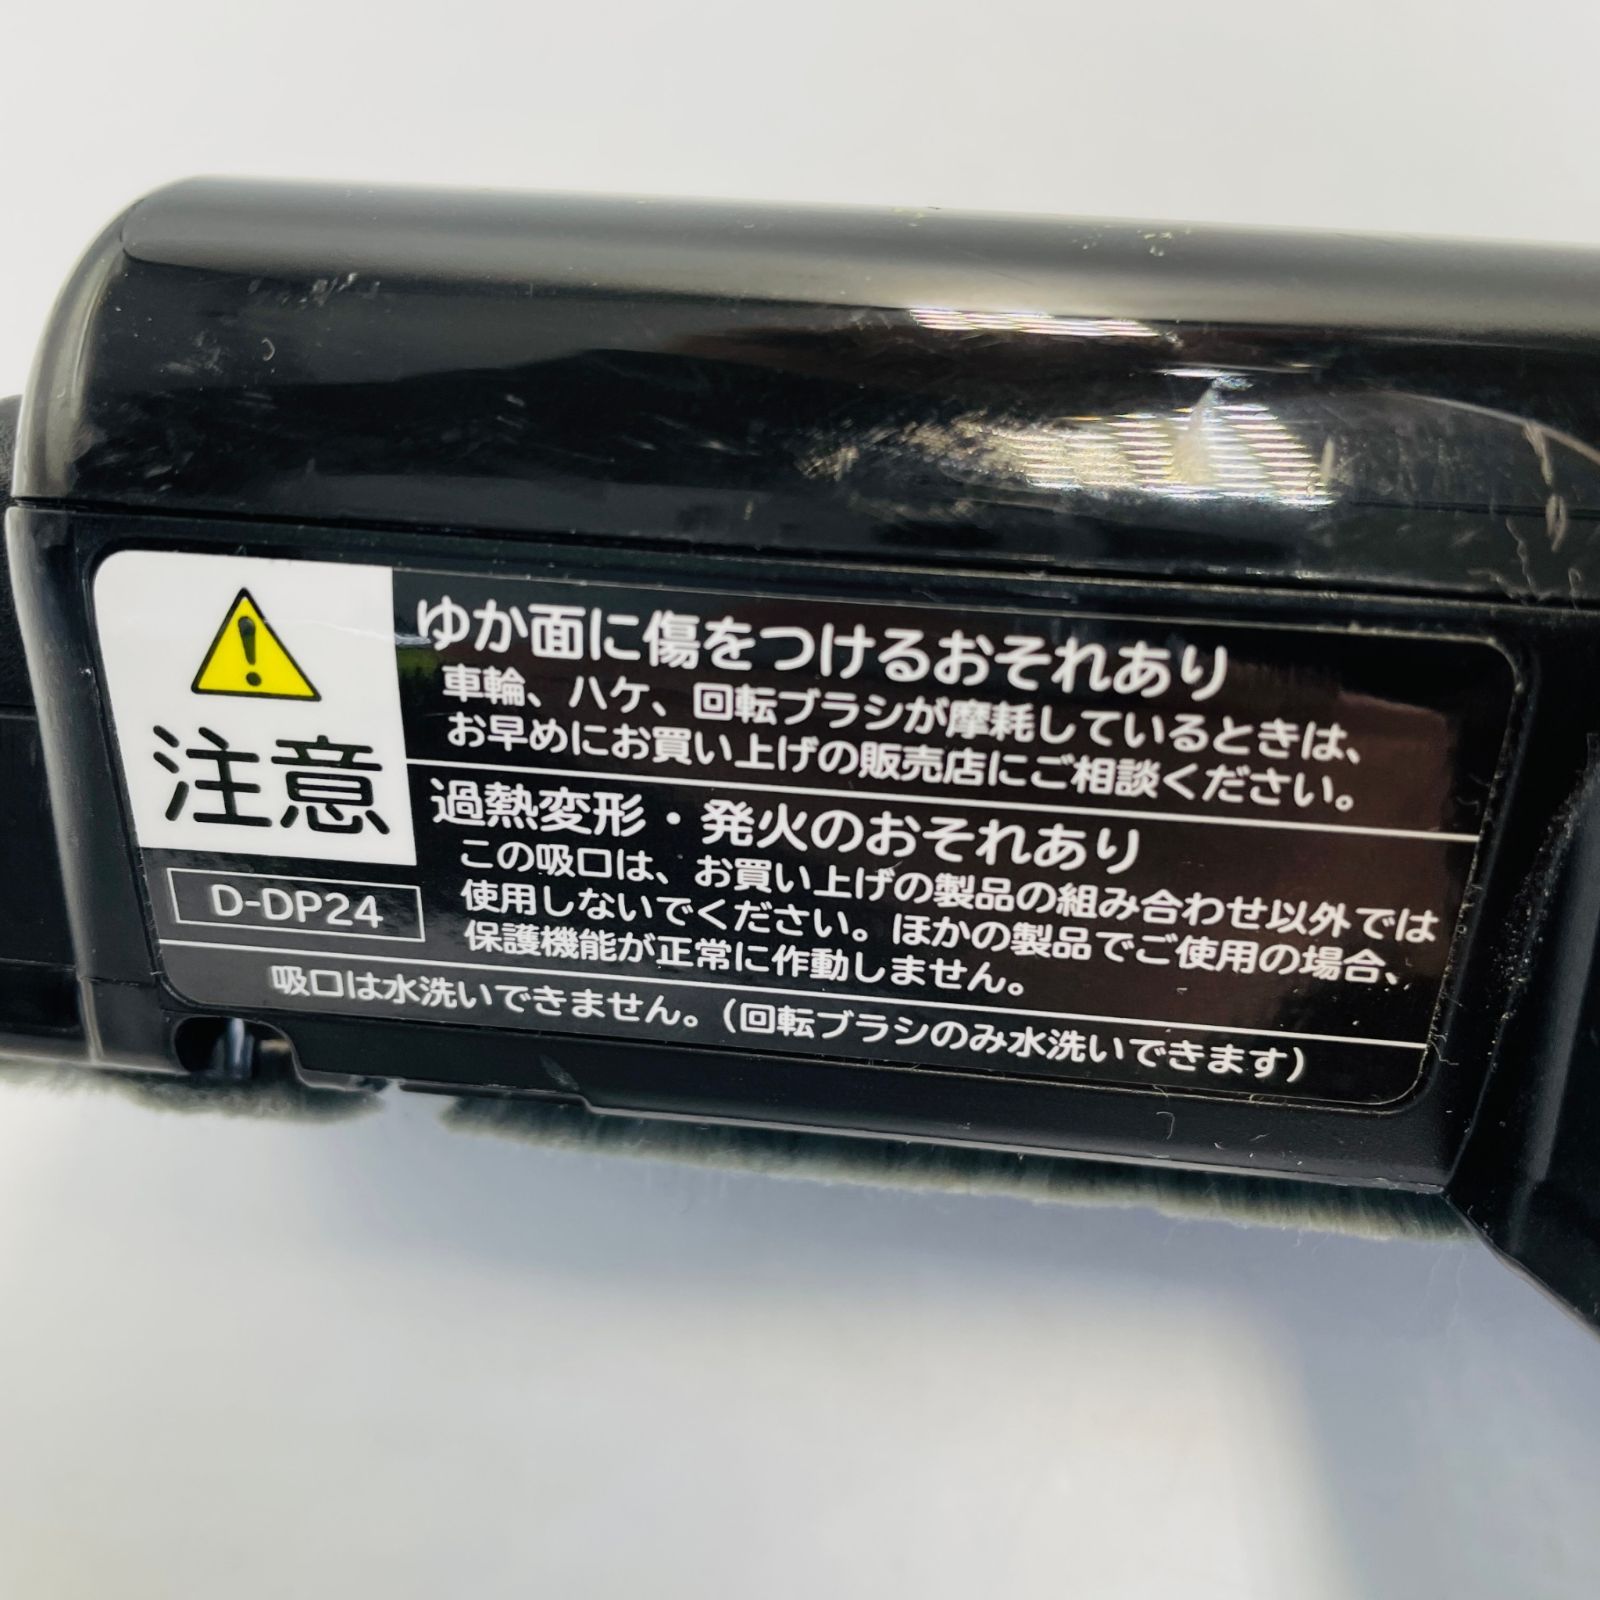 注意
D-DP24
ゆか面に傷をつけるおそれあり
車輪、ハケ、回転ブラシが摩耗しているときは、
お早めにお買い上げの販売店にご相談ください。
過熱変形・発火のおそれあり
この吸口は、お買い上げの製品の組み合わせ以外では
使用しないでください。ほかの製品でご使用の場合、
保護機能が正常に作動しません。
吸口は水洗いできません。（回転ブラシのみ水洗いできます）